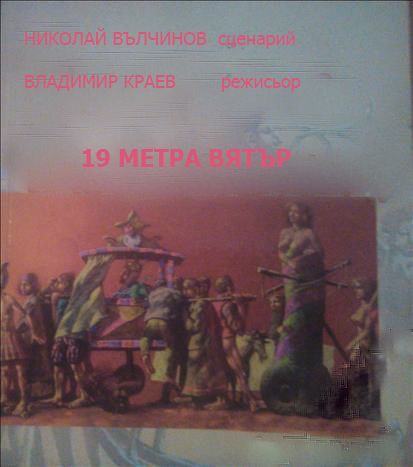 НИКОЛАЙ ВЪЛЧИНОВ сценарий
ВЛАДИМИР КРАЕВ режисьор
19 МЕТРА ВЯТЪР